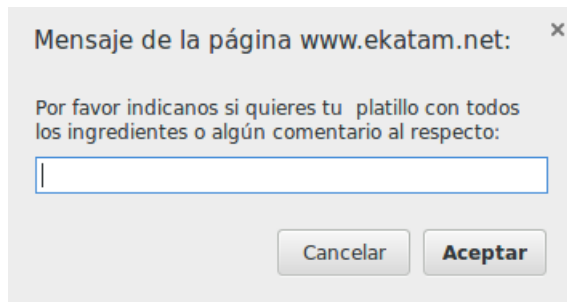 Mensaje de la página www.ekatam.net:
×
Por favor indicanos si quieres tu  platillo con todos
los ingredientes o algún comentario al respecto:
Cancelar Aceptar